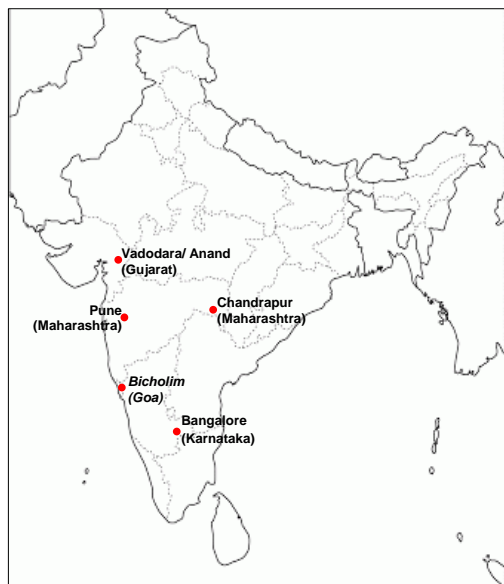 Vadodara/ Anand
(Gujarat)
Chandrapur
(Maharashtra)
Pune
(Maharashtra)
Bicholim
(Goa)
Bangalore
(Karnataka)